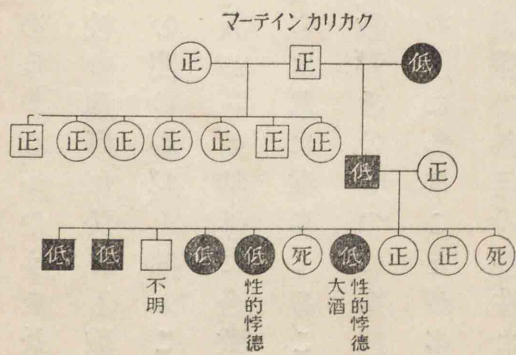 マーテインカリカク
正 正 低
正 正 正 正 正 正 正
低 正
低 低 低 低 死 低 正 正 死
不明
性的悖德
大酒
性的悖德